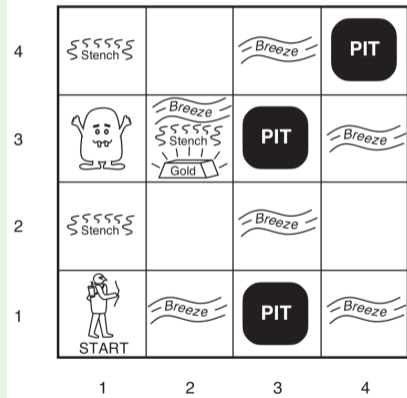 4
Stench
Breeze
PIT
3
Breeze
Stench
Gold
PIT
Breeze
2
Stench
Breeze
1
START
Breeze
PIT
Breeze
1 2 3 4